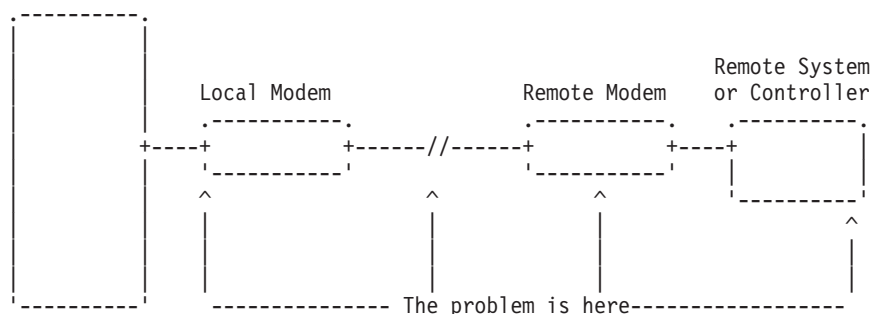 Remote System
Local Modem Remote Modem or Controller
The problem is here